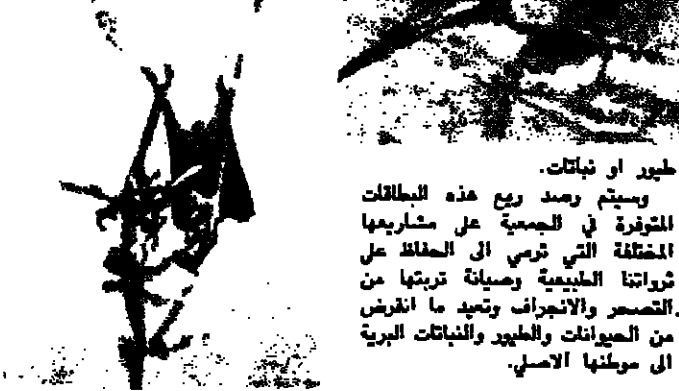 طيور او نباتات.
وسيتم رصد ريع هذه البطاقات
المتوفرة في الجمعية على مشاريعها
المختلفة التي ترمي الى الحفاظ على
ثرواتنا الطبيعية وصيانة تربتها من
التصحر والانجراف وتعيد ما انقرض
من الحيوانات والطيور والنباتات البرية
الى موطنها الاصلي.